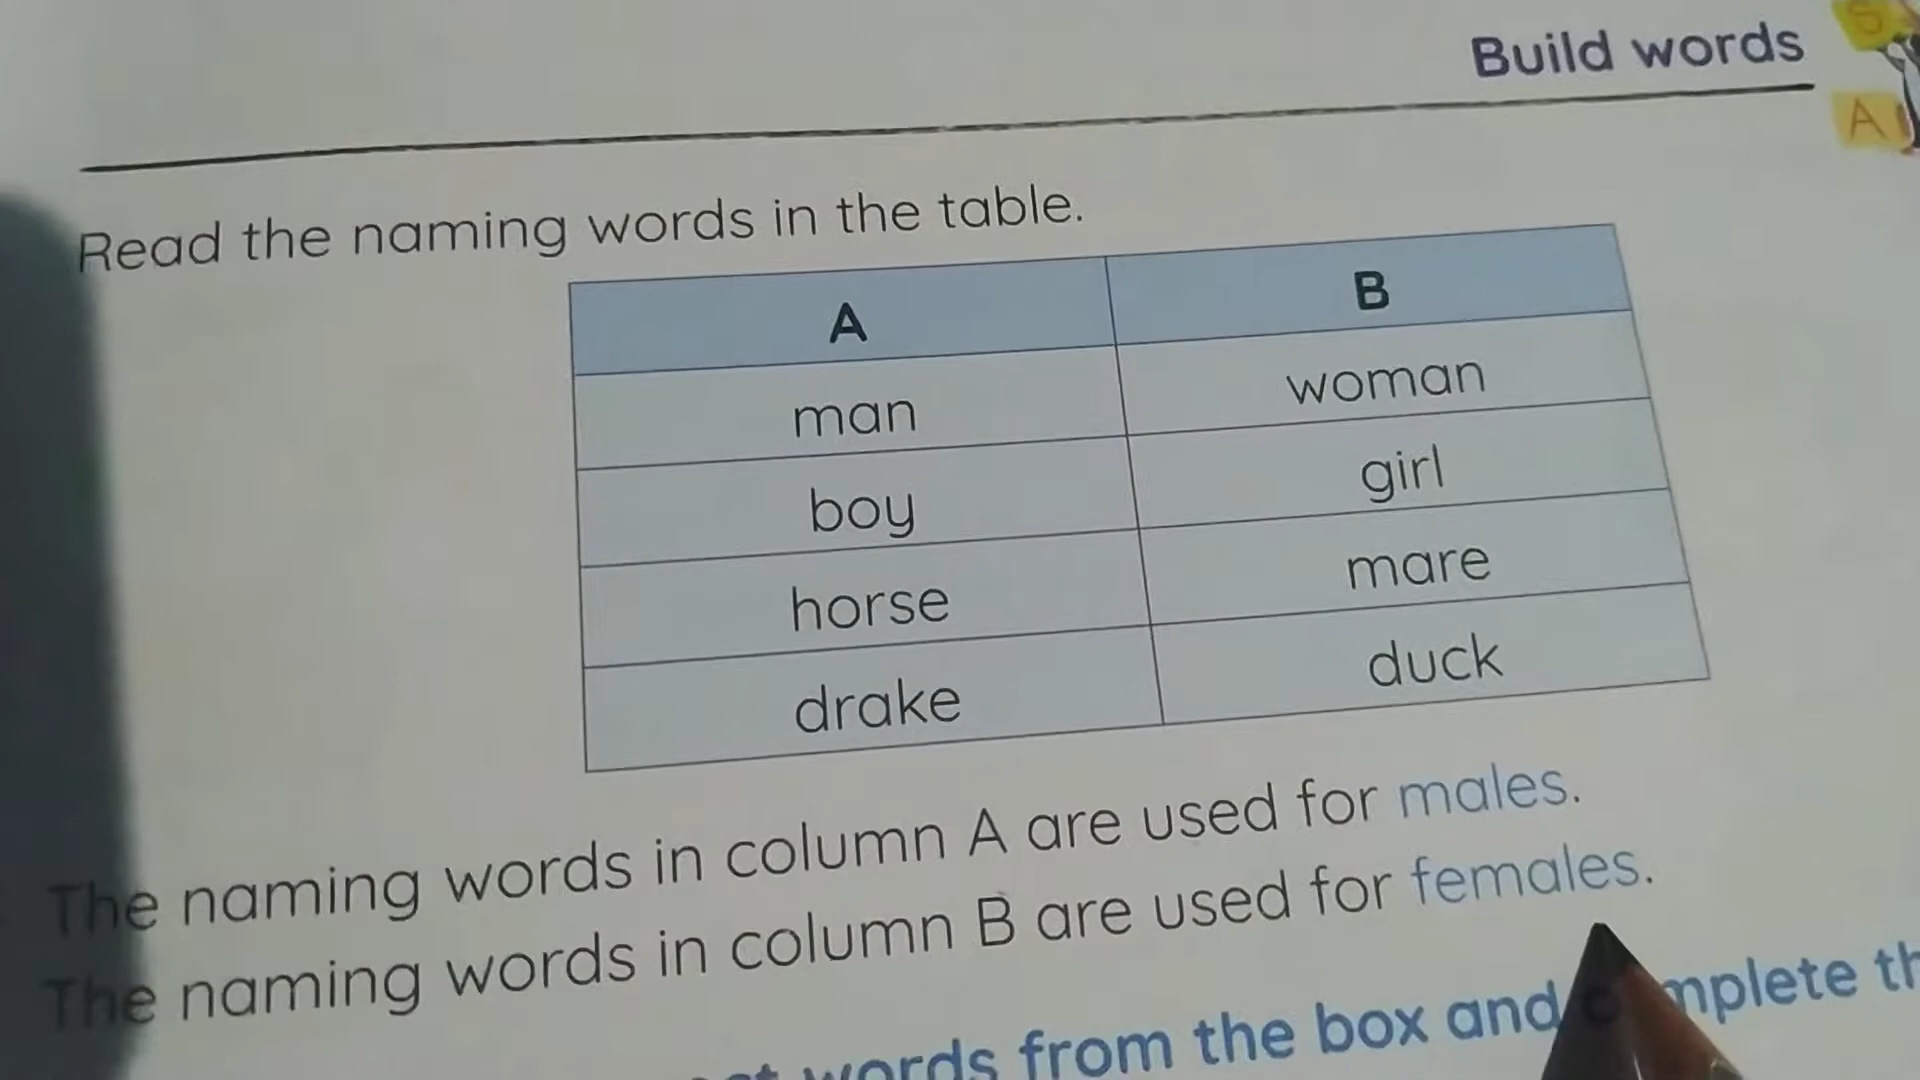 Build words
S
A
Read the naming words in the table.
A B
man woman
boy girl
horse mare
drake duck
The naming words in column A are used for males.
The naming words in column B are used for females.
words from the box and